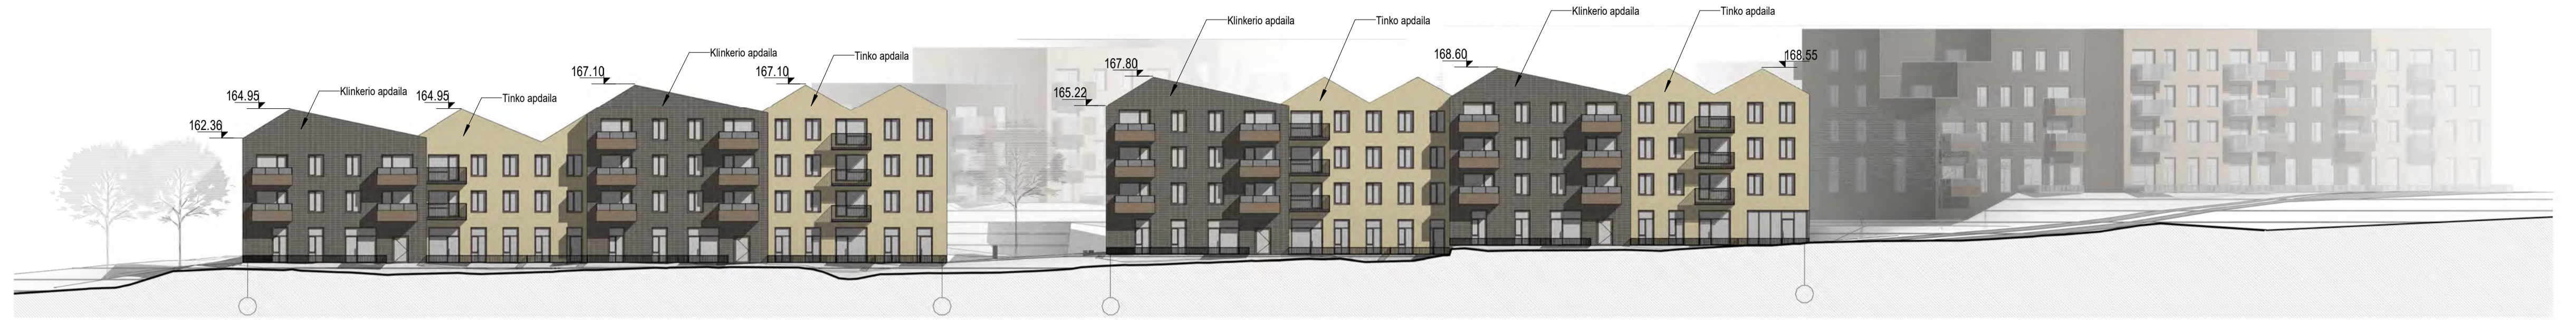 162.36
164.95
Klinkerio apdaila
164.95
Tinko apdaila
167.10
Klinkerio apdaila
167.10
Tinko apdaila
165.22
167.80
Klinkerio apdaila
Tinko apdaila
168.60
Klinkerio apdaila
Tinko apdaila
168.55